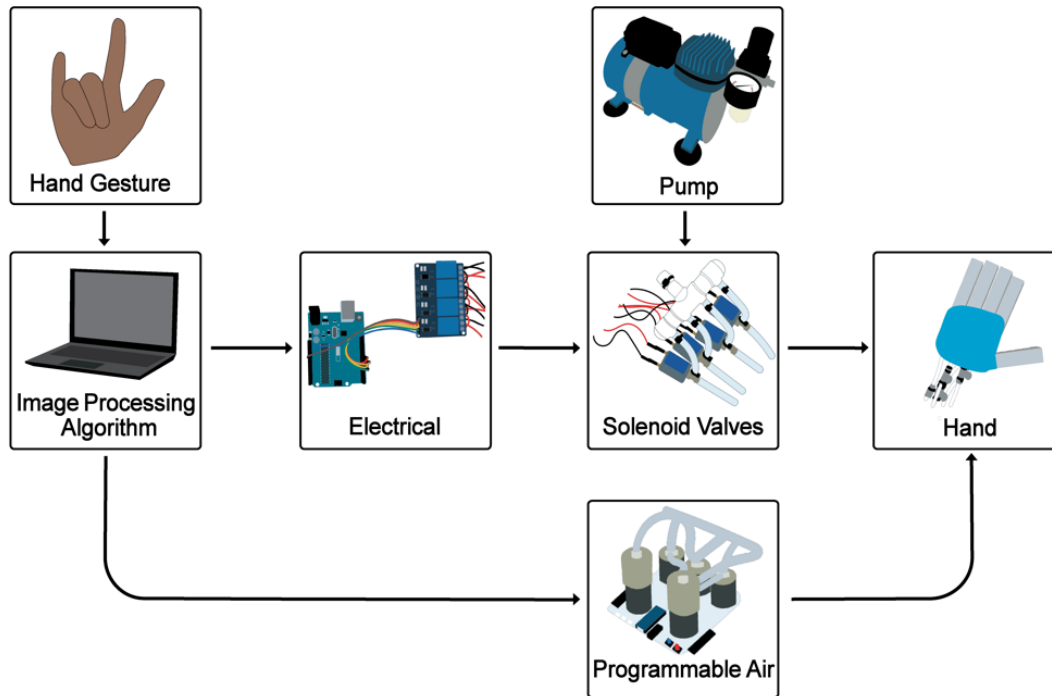 Hand Gesture
Pump
Image Processing
Algorithm
Electrical
Solenoid Valves
Hand
Programmable Air